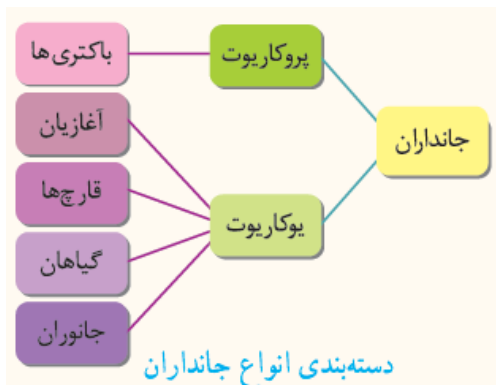 جانداران
پروکاریوت
باکتری‌ها
یوکاریوت
آغازیان
قارچ‌ها
گیاهان
جانوران
دسته‌بندی انواع جانداران